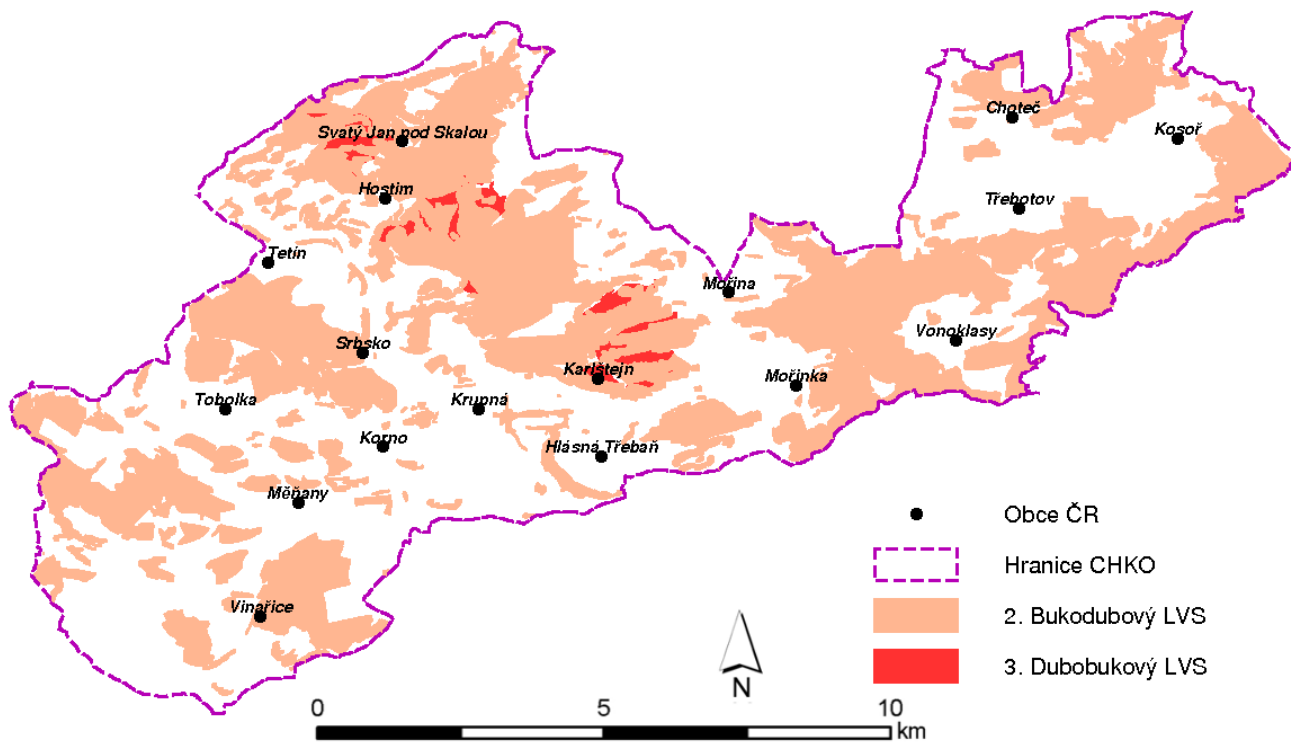 Choteč
Kosoř
Svatý Jan pod Skalou
Hostim
Třebotov
Tetín
Mořina
Vonoklasy
Srbsko
Karlštejn
Mořinka
Tobolka
Krupná
Korno
Hlásná Třebaň
Měňany
Vinařice
Obce ČR
Hranice CHKO
2. Bukodubový LVS
3. Dubobukový LVS
N
0 5 10
km